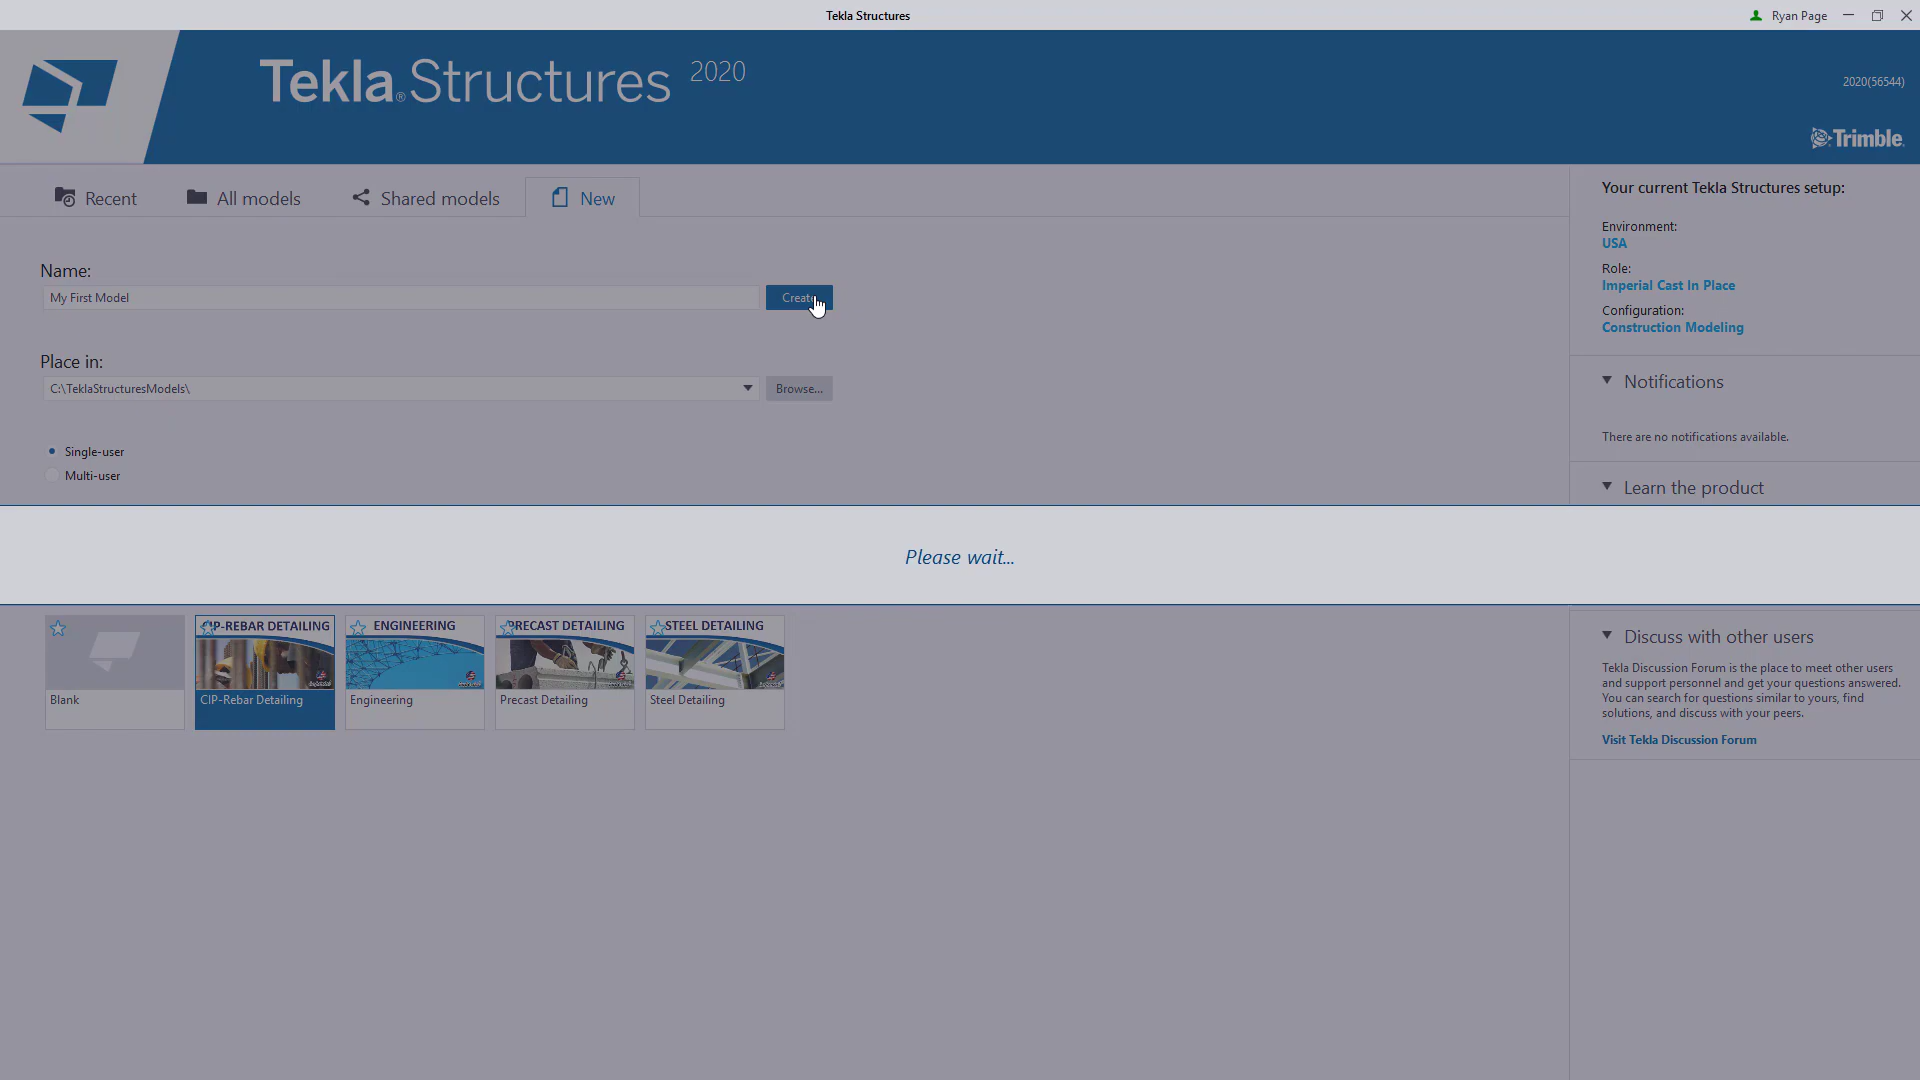 Tekla Structures
Ryan Page
Tekla® Structures 2020
2020(56544)
Trimble.
Recent
All models
Shared models
New
Name:
My First Model
Create
Place in:
C:\TeklaStructuresModels\
Browse...
Single-user
Multi-user
Your current Tekla Structures setup:
Environment:
USA
Role:
Imperial Cast In Place
Configuration:
Construction Modeling
Notifications
There are no notifications available.
Learn the product
Please wait...
CIP-REBAR DETAILING
ENGINEERING
PRECAST DETAILING
STEEL DETAILING
Blank
CIP-Rebar Detailing
Engineering
Precast Detailing
Steel Detailing
Discuss with other users
Tekla Discussion Forum is the place to meet other users
and support personnel and get your questions answered.
You can search for questions similar to yours, find
solutions, and discuss with your peers.
Visit Tekla Discussion Forum